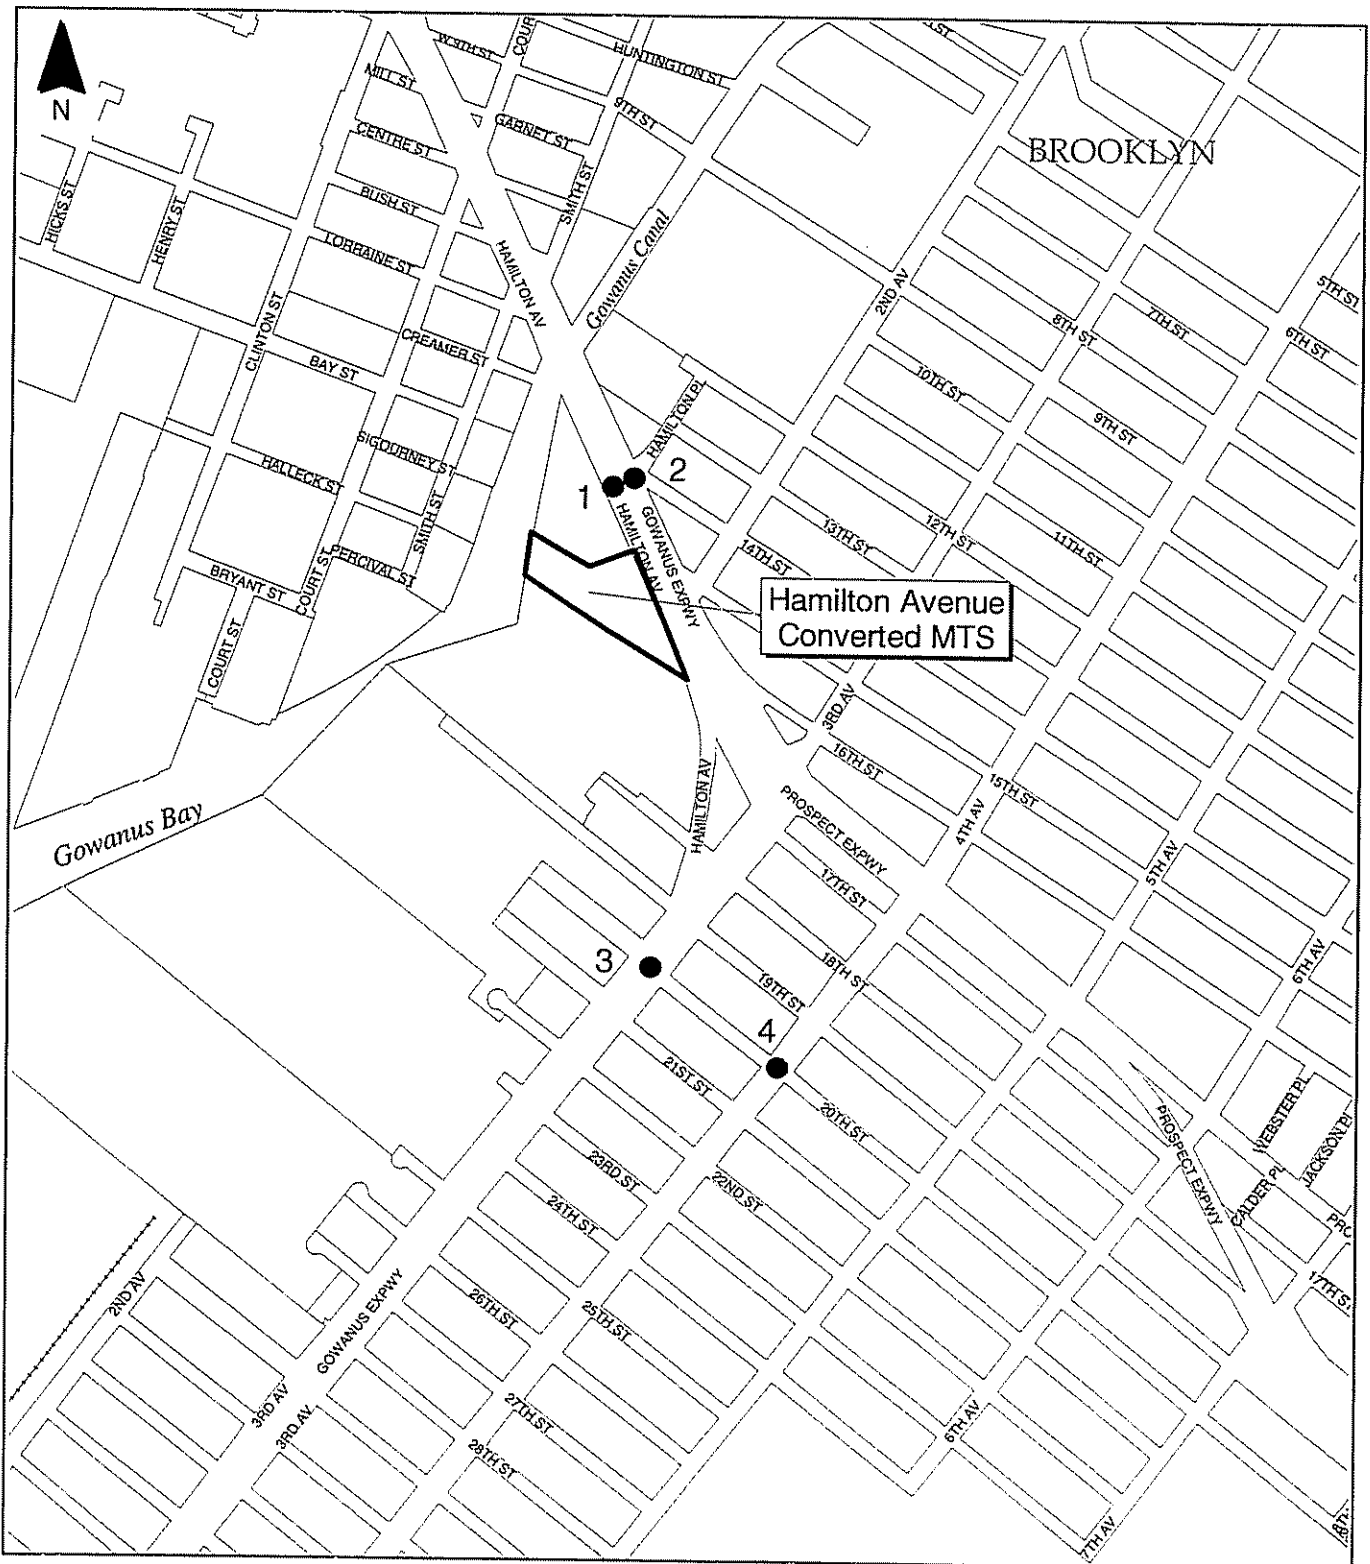 N
W. 9TH ST
COUR
HUNTINGTON ST
MILL ST
9TH ST
GARNET ST
CENTRE ST
BROOKLYN
SMITH ST
BUSH ST
HICKS ST
HENRY ST
LORRAINE ST
HAMILTON AV
Gowanus Canal
2ND AV
5TH ST
7TH ST
6TH ST
8TH ST
CLINTON ST
CREAMER ST
BAY ST
10TH ST
HAMILTON PL
9TH ST
SIGOURNEY ST
HALLECK ST
1
2
SMITH ST
HAMILTON AV
GOWANUS EXPWY
13TH ST
12TH ST
11TH ST
14TH ST
PERCIVAL ST
BRYANT ST
COURT ST
HAMILTON AV
Hamilton Avenue
Converted MTS
COURT ST
3RD AV
16TH ST
15TH ST
HAMILTON AV
PROSPECT EXPWY
4TH AV
Gowanus Bay
5TH AV
17TH ST
3
18TH ST
6TH AV
19TH ST
4
21ST ST
20TH ST
WEBSTER PL
JACKSON PL
PROSPECT EXPWY
23RD ST
22ND ST
CALDER PL
24TH ST
PRO
2ND AV
GOWANUS EXPWY
26TH ST
25TH ST
17TH ST
3RD AV
3RD AV
27TH ST
6TH AV
28TH ST
7TH AV